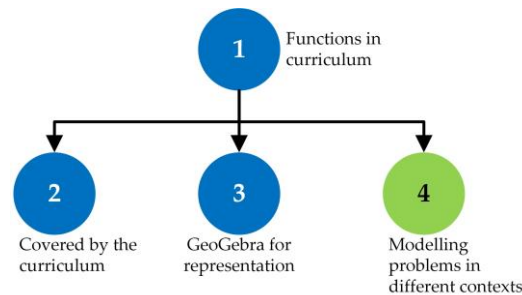 1
Functions in
curriculum
2
3
4
Covered by the
curriculum
GeoGebra for
representation
Modelling
problems in
different contexts